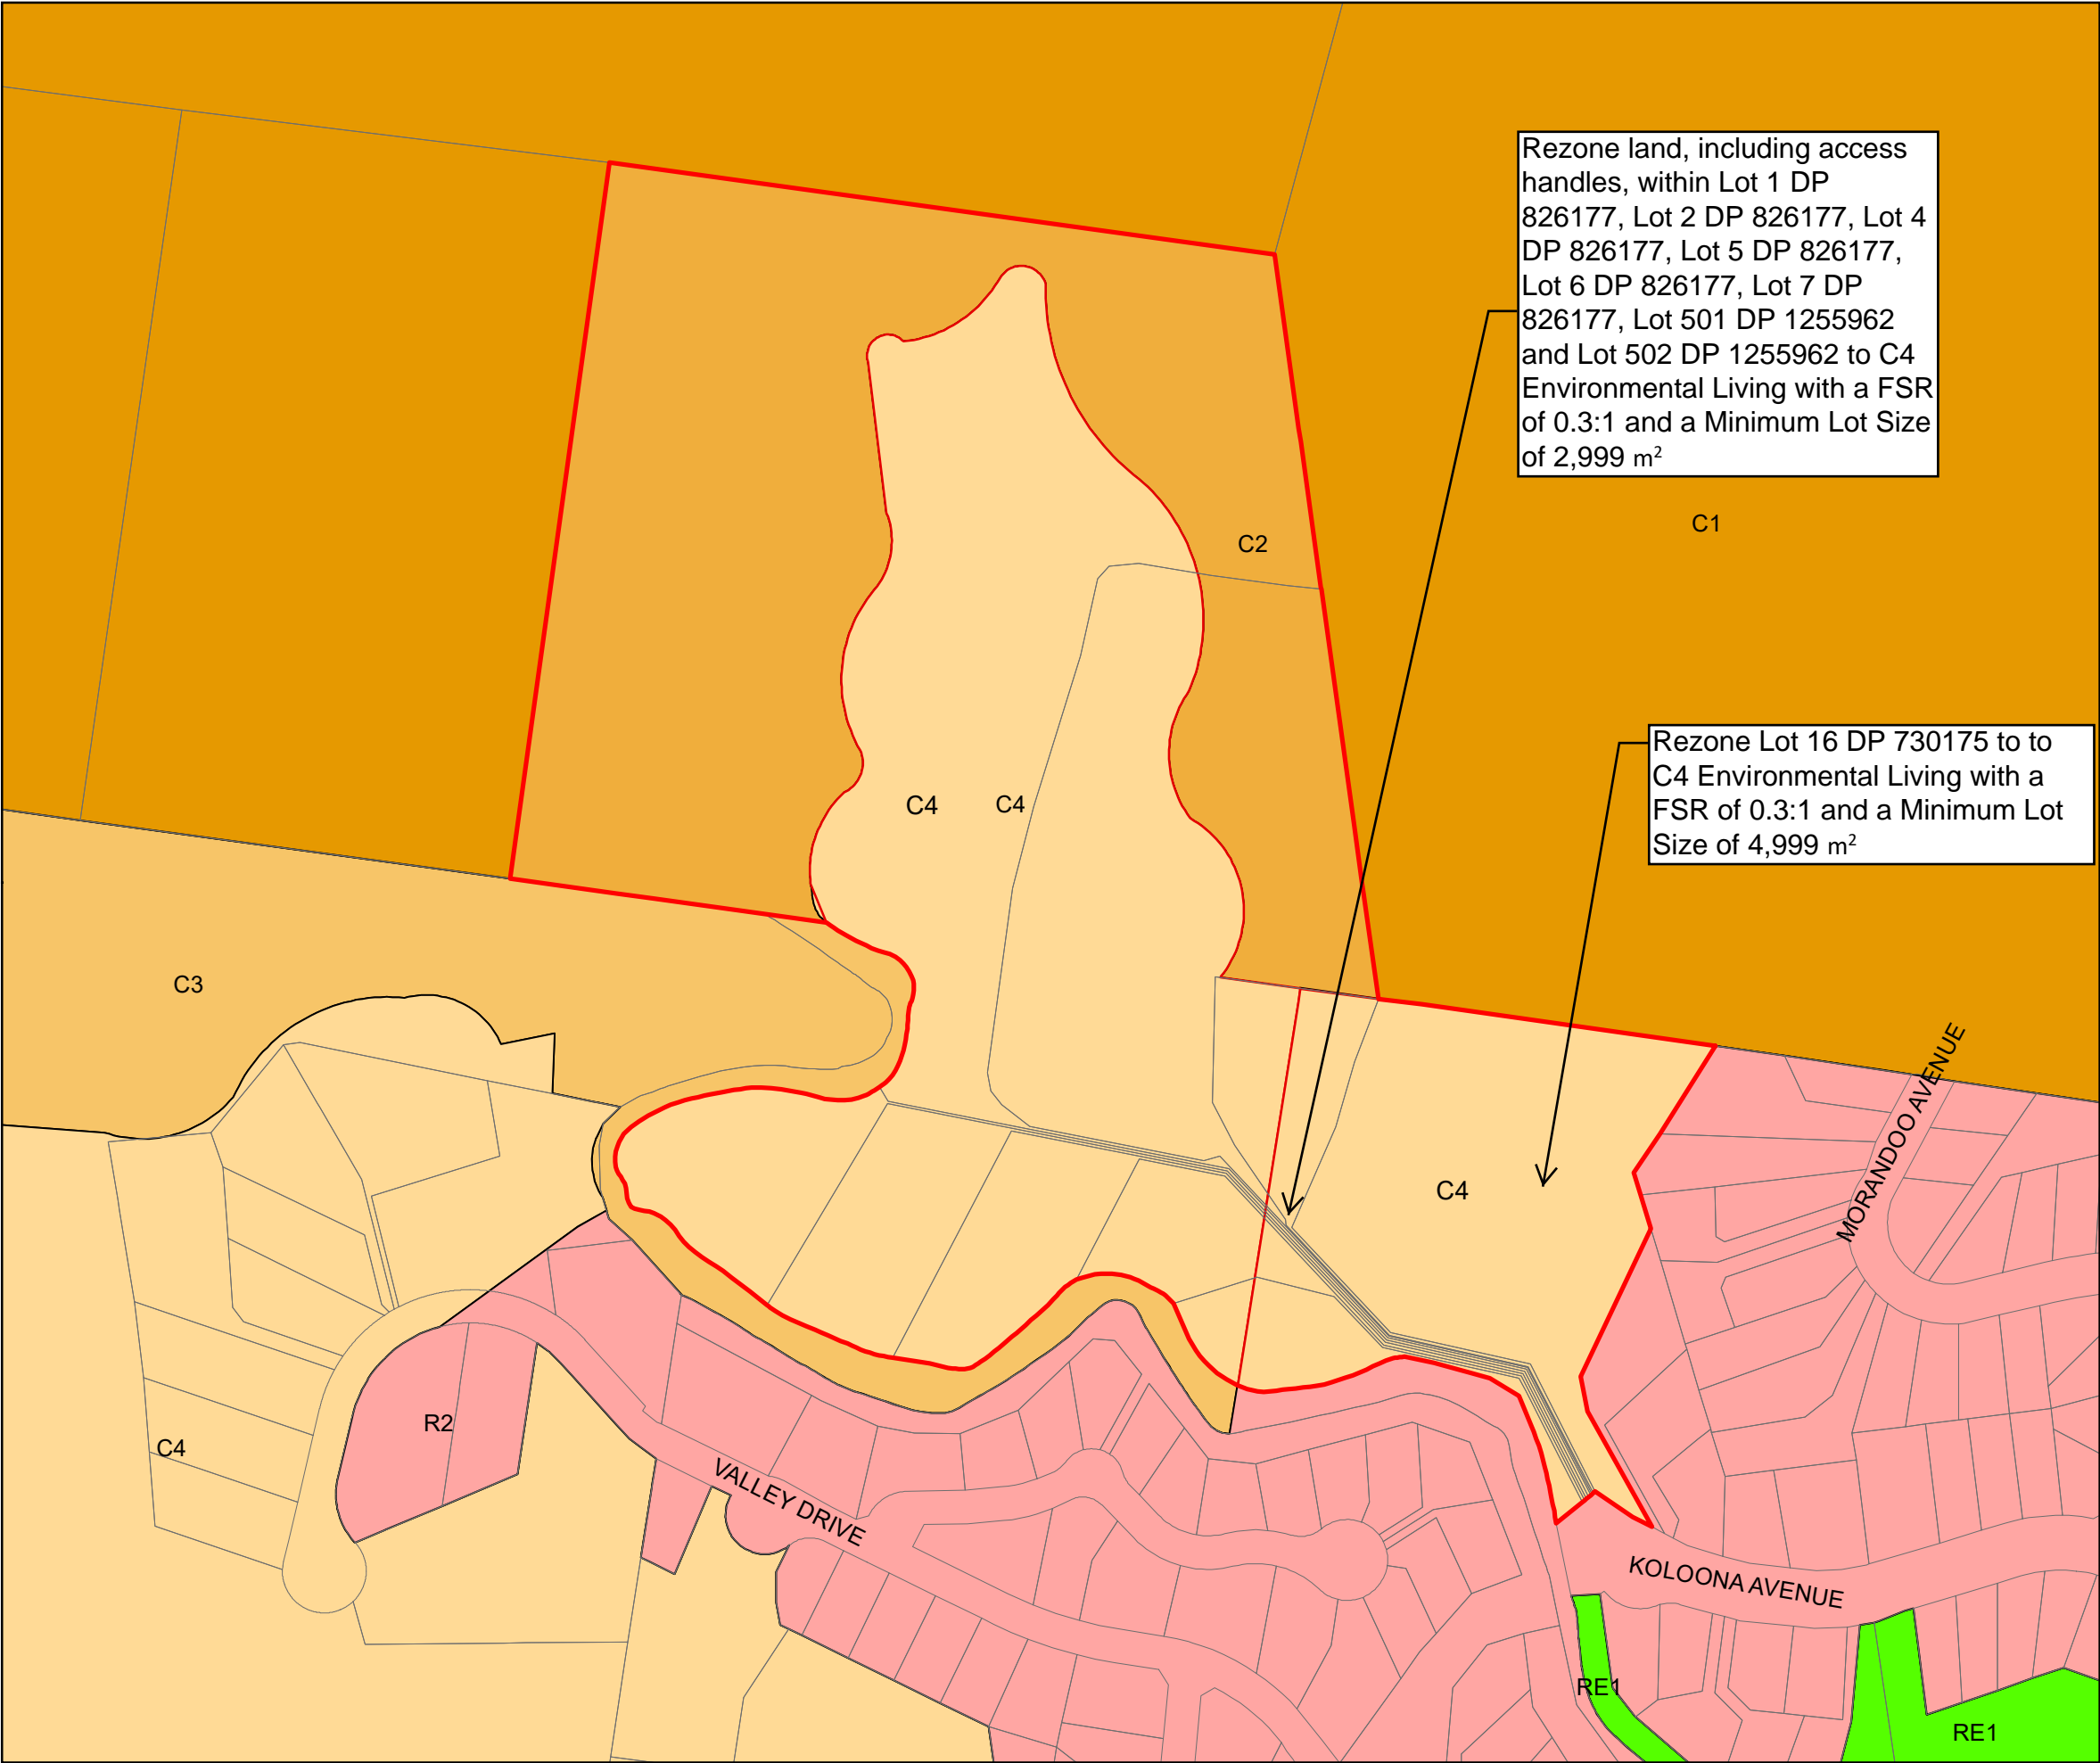 Rezone land, including access
handles, within Lot 1 DP
826177, Lot 2 DP 826177, Lot 4
DP 826177, Lot 5 DP 826177,
Lot 6 DP 826177, Lot 7 DP
826177, Lot 501 DP 1255962
and Lot 502 DP 1255962 to C4
Environmental Living with a FSR
of 0.3:1 and a Minimum Lot Size
of 2,999 m²
C1
C2
Rezone Lot 16 DP 730175 to to
C4 Environmental Living with a
FSR of 0.3:1 and a Minimum Lot
Size of 4,999 m²
C4
C4
C3
MORANDOO AVENUE
C4
R2
C4
VALLEY DRIVE
KOLOONA AVENUE
RE1
RE1